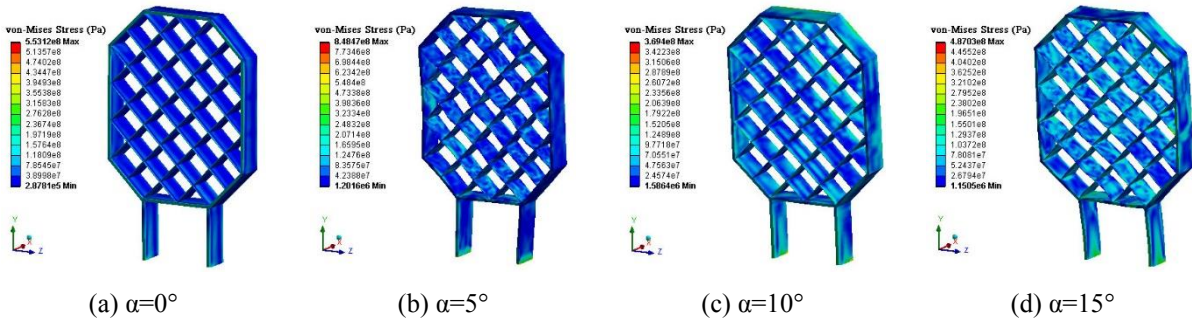 von-Mises Stress (Pa)
5.5312e8 Max
5.1357e8
4.7402e8
4.3447e8
3.9493e8
3.5538e8
3.1583e8
2.7628e8
2.3674e8
1.9719e8
1.5764e8
1.1809e8
7.8545e7
3.8998e7
2.8781e5 Min
Y
X
Z
(a) α=0°
von-Mises Stress (Pa)
8.4847e8 Max
7.7346e8
6.9844e8
6.2342e8
5.484e8
4.7338e8
3.9836e8
3.2334e8
2.4832e8
2.0714e8
1.6595e8
1.2476e8
8.3575e7
4.2388e7
1.2016e6 Min
Y
X
Z
(b) α=5°
von-Mises Stress (Pa)
3.694e8 Max
3.4223e8
3.1506e8
2.8789e8
2.6072e8
2.3356e8
2.0639e8
1.7922e8
1.5205e8
1.2489e8
9.7718e7
7.0551e7
4.7563e7
2.4574e7
1.5864e6 Min
Y
X
Z
(c) α=10°
von-Mises Stress (Pa)
4.8703e8 Max
4.4552e8
4.0402e8
3.6252e8
3.2102e8
2.7952e8
2.3802e8
1.9651e8
1.5501e8
1.2937e8
1.0372e8
7.8081e7
5.2437e7
2.6794e7
1.1505e6 Min
Y
X
Z
(d) α=15°